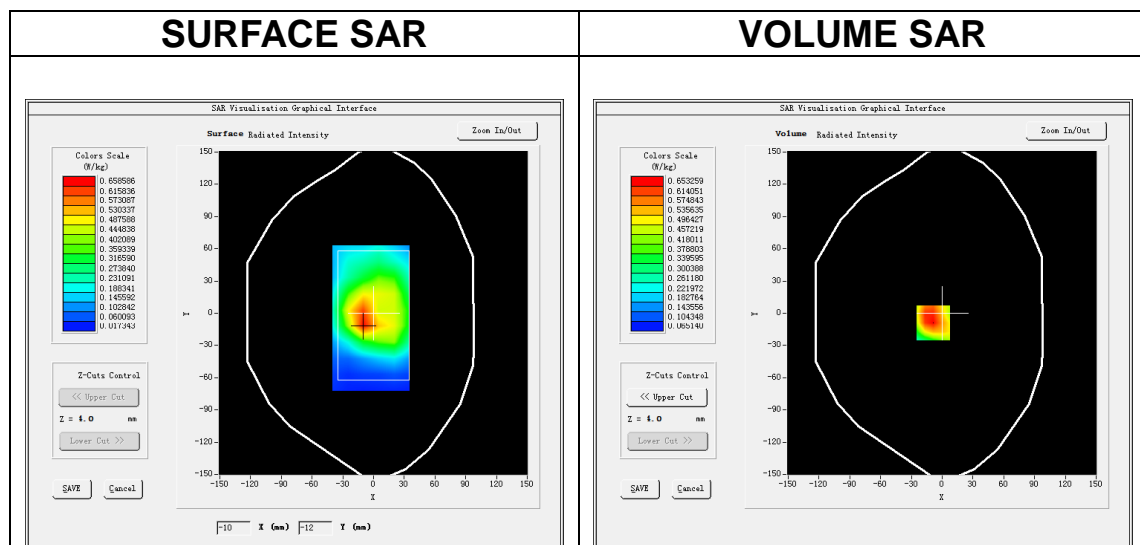 SURFACE SAR
VOLUME SAR
SAR Visualisation Graphical Interface
Surface Radiated Intensity
Zoom In/Out
Colors Scale
(W/kg)
0.658586
0.615836
0.573087
0.530337
0.487588
0.444838
0.402089
0.359339
0.316590
0.273840
0.231091
0.188341
0.145592
0.102842
0.060093
0.017343
150
120
90
60
30
0
-30
-60
-90
-120
-150
Y
-150 -120 -90 -60 -30 0 30 60 90 120 150
X
Z-Cuts Control
<< Upper Cut
Z = 4.0 mm
Lower Cut >>
SAVE Cancel
-10 X (mm) -12 Y (mm)
SAR Visualisation Graphical Interface
Volume Radiated Intensity
Zoom In/Out
Colors Scale
(W/kg)
0.653259
0.614051
0.574843
0.535635
0.496427
0.457219
0.418011
0.378803
0.339595
0.300388
0.261180
0.221972
0.182764
0.143556
0.104348
0.065140
150
120
90
60
30
0
-30
-60
-90
-120
-150
Y
-150 -120 -90 -60 -30 0 30 60 90 120 150
X
Z-Cuts Control
<< Upper Cut
Z = 4.0 mm
Lower Cut >>
SAVE Cancel